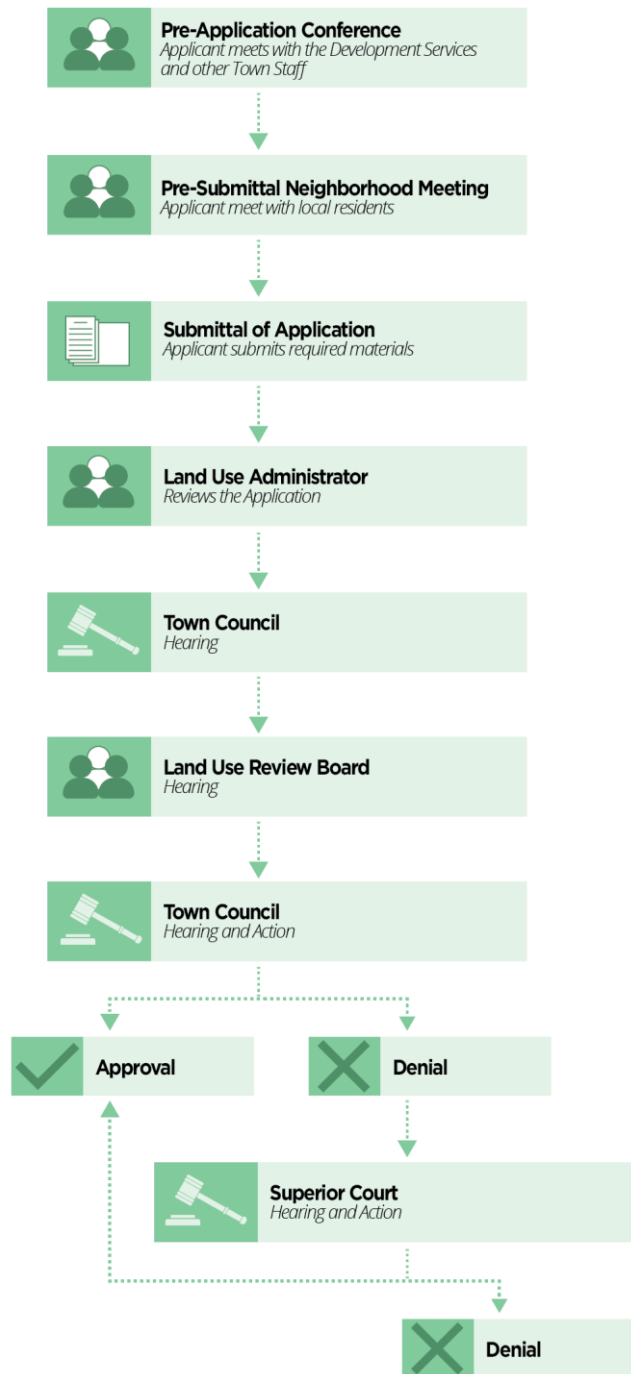 Pre-Application Conference
Applicant meets with the Development Services
and other Town Staff
Pre-Submittal Neighborhood Meeting
Applicant meet with local residents
Submittal of Application
Applicant submits required materials
Land Use Administrator
Reviews the Application
Town Council
Hearing
Land Use Review Board
Hearing
Town Council
Hearing and Action
Approval
Denial
Superior Court
Hearing and Action
Denial